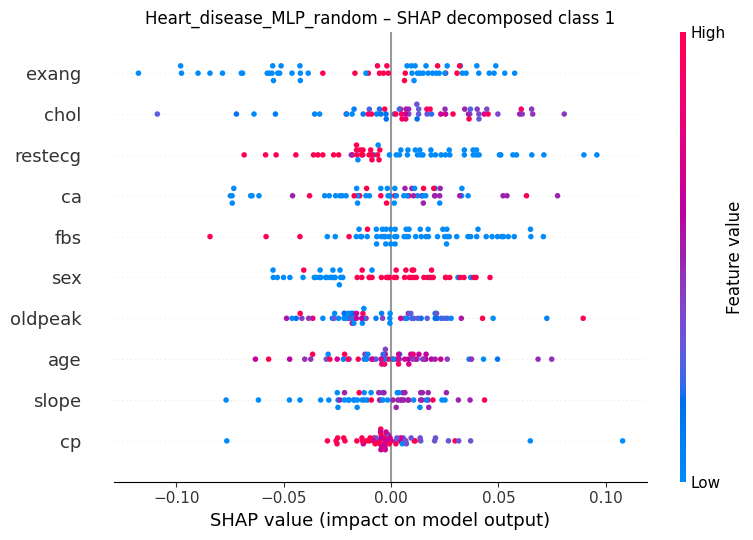 Heart_disease_MLP_random – SHAP decomposed class 1
High
exang
chol
restecg
ca
fbs
sex
oldpeak
age
slope
cp
Feature value
Low
−0.10 −0.05 0.00 0.05 0.10
SHAP value (impact on model output)